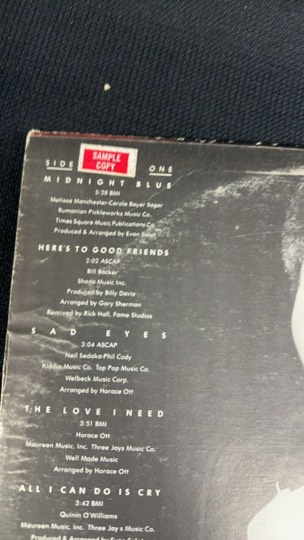 SAMPLE
COPY
SIDE ONE
MIDNIGHT BLUE
5:28 BMI
Melissa Manchester-Carole Bayer Sager
Rumanian Pickleworks Music Co.
Times Square Music Publications Co.
Produced & Arranged by Evan Solot
HERE'S TO GOOD FRIENDS
2:02 ASCAP
Bill Backer
Shada Music Inc.
Produced by Billy Davis
Arranged by Gary Sherman
Remixed by Rick Hall, Fame Studios
SAD EYES
3:04 ASCAP
Neil Sedaka-Phil Cody
Kiddio Music Co. Top Pop Music Co.
Welbeck Music Corp.
Arranged by Horace Ott
THE LOVE I NEED
3:51 BMI
Horace Ott
Maureen Music, Inc. Three Jays Music Co.
Well Made Music
Arranged by Horace Ott
ALL I CAN DO IS CRY
3:42 BMI
Quinin O'Williams
Maureen Music, Inc. Three Jay s Music Co.